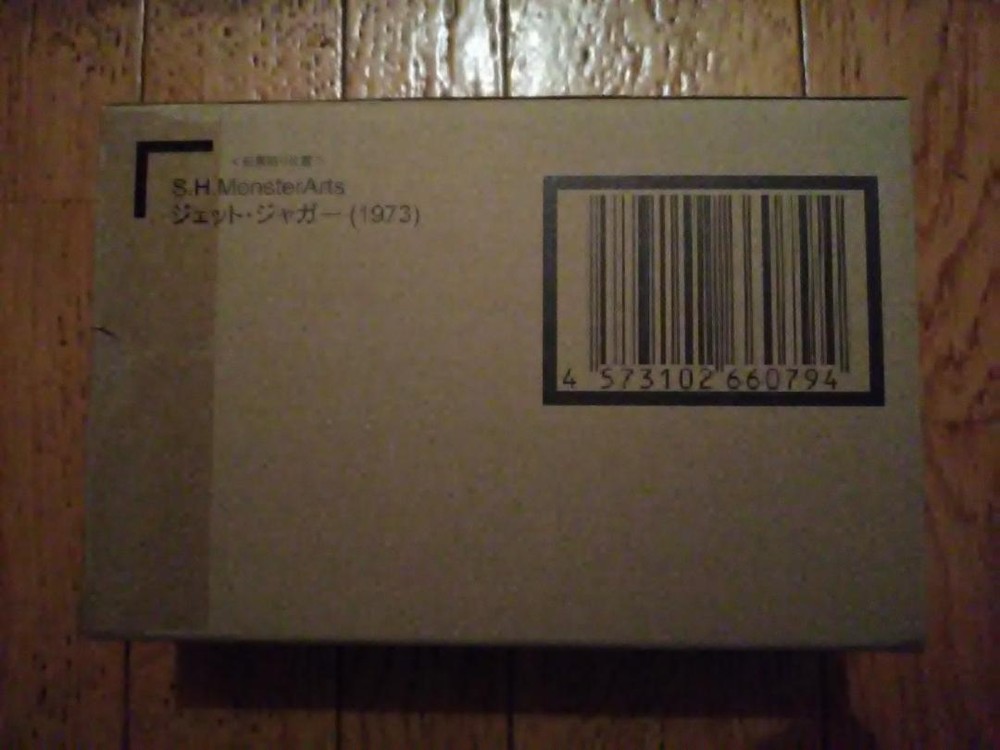 S.H.MonsterArts
ジェット・ジャガー (1973)
4 573102 660794